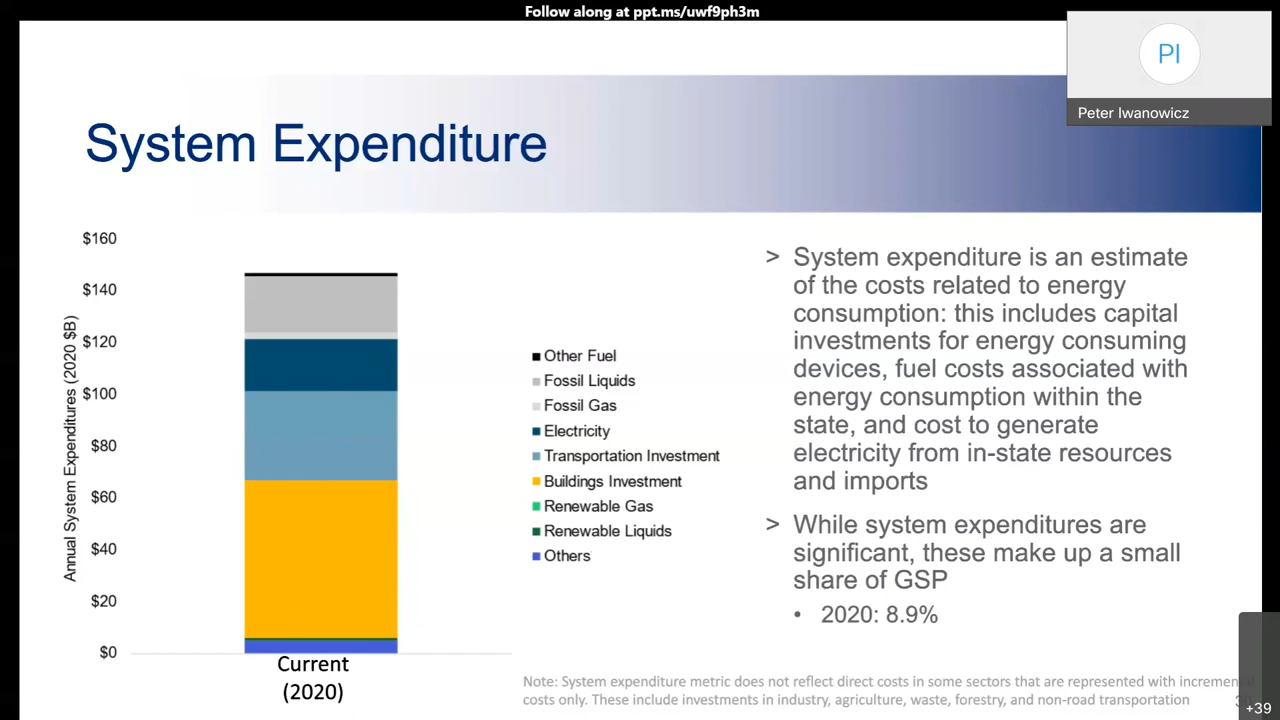 Follow along at ppt.ms/uwf9ph3m
PI
Peter Iwanowicz
System Expenditure
Annual System Expenditures (2020 $B)
$160
$140
$120
$100
$80
$60
$40
$20
$0
Current
(2020)
Other Fuel
Fossil Liquids
Fossil Gas
Electricity
Transportation Investment
Buildings Investment
Renewable Gas
Renewable Liquids
Others
> System expenditure is an estimate
of the costs related to energy
consumption: this includes capital
investments for energy consuming
devices, fuel costs associated with
energy consumption within the
state, and cost to generate
electricity from in-state resources
and imports
> While system expenditures are
significant, these make up a small
share of GSP
• 2020: 8.9%
Note: System expenditure metric does not reflect direct costs in some sectors that are represented with
costs only. These include investments in industry, agriculture, waste, forestry, and non-road transportation
+39